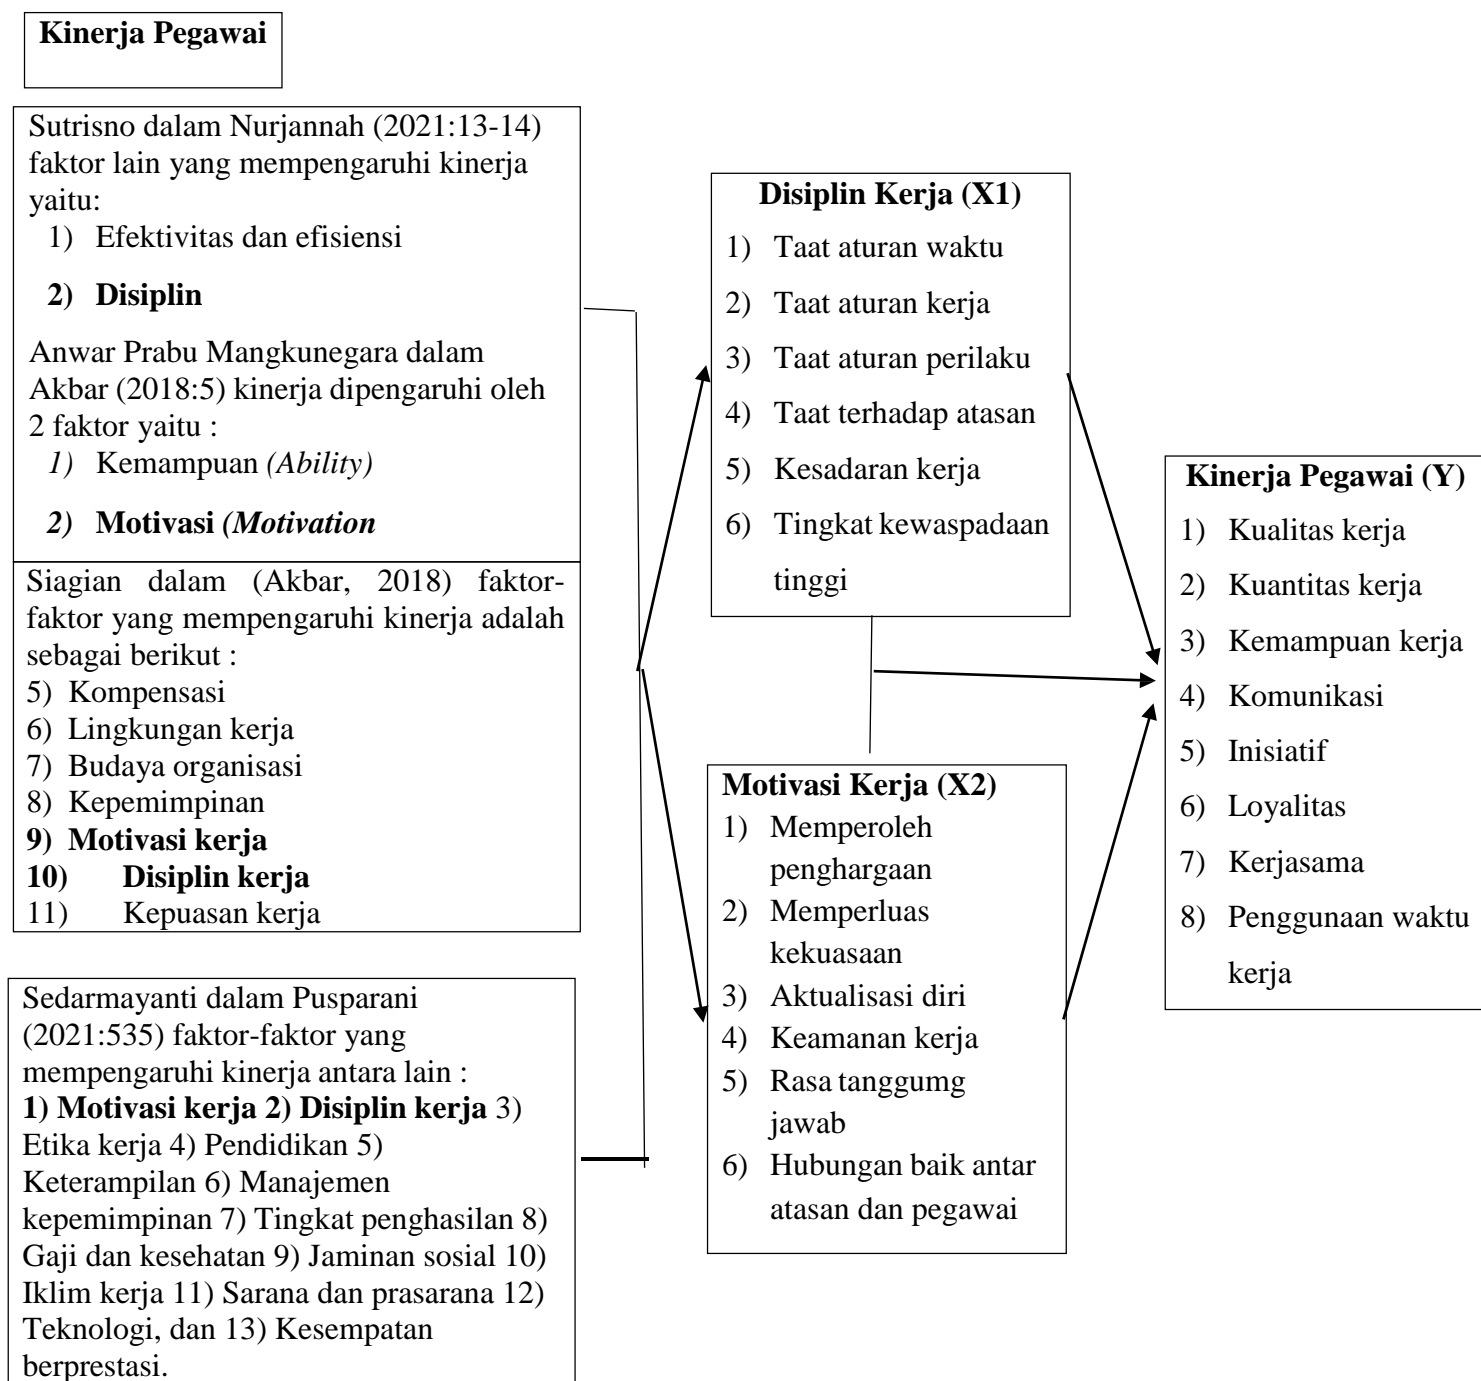 Kinerja Pegawai
Sutrisno dalam Nurjannah (2021:13-14)
faktor lain yang mempengaruhi kinerja
yaitu:
1) Efektivitas dan efisiensi
2) Disiplin
Anwar Prabu Mangkunegara dalam
Akbar (2018:5) kinerja dipengaruhi oleh
2 faktor yaitu :
1) Kemampuan (Ability)
2) Motivasi (Motivation
Siagian dalam (Akbar, 2018) faktor-
faktor yang mempengaruhi kinerja adalah
sebagai berikut :
5) Kompensasi
6) Lingkungan kerja
7) Budaya organisasi
8) Kepemimpinan
9) Motivasi kerja
10) Disiplin kerja
11) Kepuasan kerja
Sedarmayanti dalam Pusparani
(2021:535) faktor-faktor yang
mempengaruhi kinerja antara lain :
1) Motivasi kerja 2) Disiplin kerja 3)
Etika kerja 4) Pendidikan 5)
Keterampilan 6) Manajemen
kepemimpinan 7) Tingkat penghasilan 8)
Gaji dan kesehatan 9) Jaminan sosial 10)
Iklim kerja 11) Sarana dan prasarana 12)
Teknologi, dan 13) Kesempatan
berprestasi.
Disiplin Kerja (X1)
1) Taat aturan waktu
2) Taat aturan kerja
3) Taat aturan perilaku
4) Taat terhadap atasan
5) Kesadaran kerja
6) Tingkat kewaspadaan
tinggi
Motivasi Kerja (X2)
1) Memperoleh
penghargaan
2) Memperluas
kekuasaan
3) Aktualisasi diri
4) Keamanan kerja
5) Rasa tanggumg
jawab
6) Hubungan baik antar
atasan dan pegawai
Kinerja Pegawai (Y)
1) Kualitas kerja
2) Kuantitas kerja
3) Kemampuan kerja
4) Komunikasi
5) Inisiatif
6) Loyalitas
7) Kerjasama
8) Penggunaan waktu
kerja